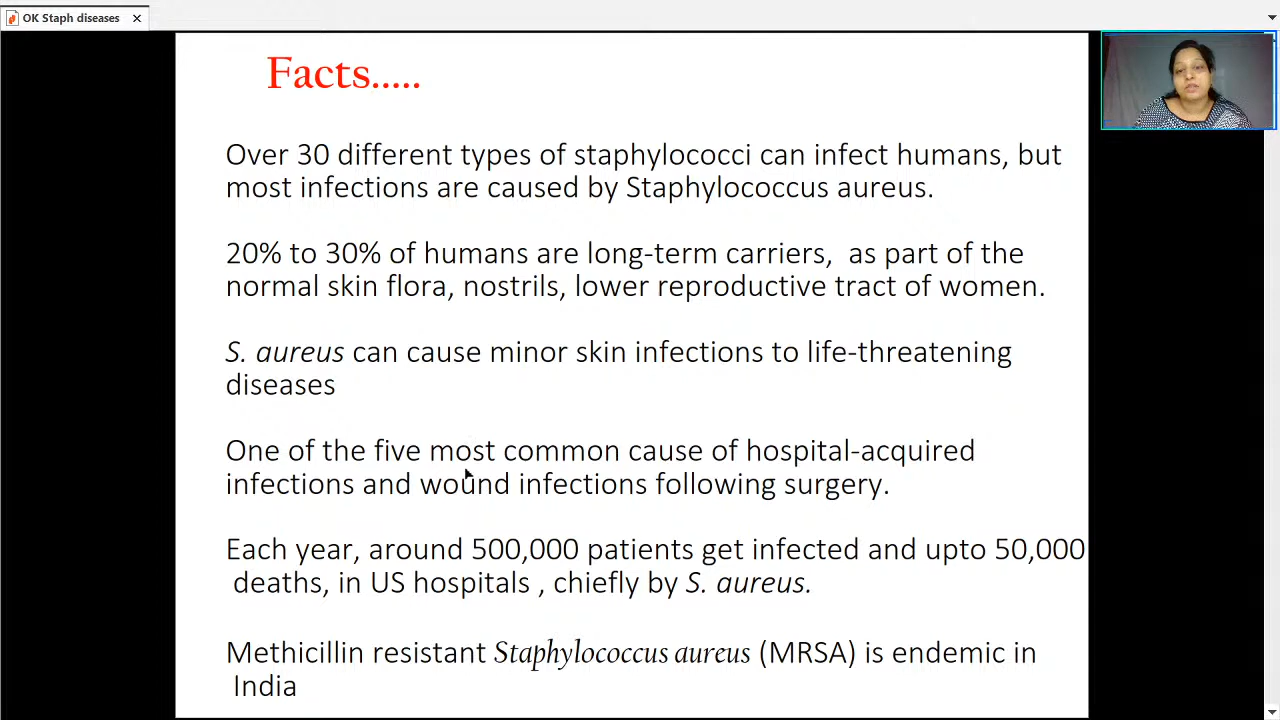 OK Staph diseases
Facts.....
Over 30 different types of staphylococci can infect humans, but
most infections are caused by Staphylococcus aureus.
20% to 30% of humans are long-term carriers, as part of the
normal skin flora, nostrils, lower reproductive tract of women.
S. aureus can cause minor skin infections to life-threatening
diseases
One of the five most common cause of hospital-acquired
infections and wound infections following surgery.
Each year, around 500,000 patients get infected and upto 50,000
deaths, in US hospitals , chiefly by S. aureus.
Methicillin resistant Staphylococcus aureus (MRSA) is endemic in
India